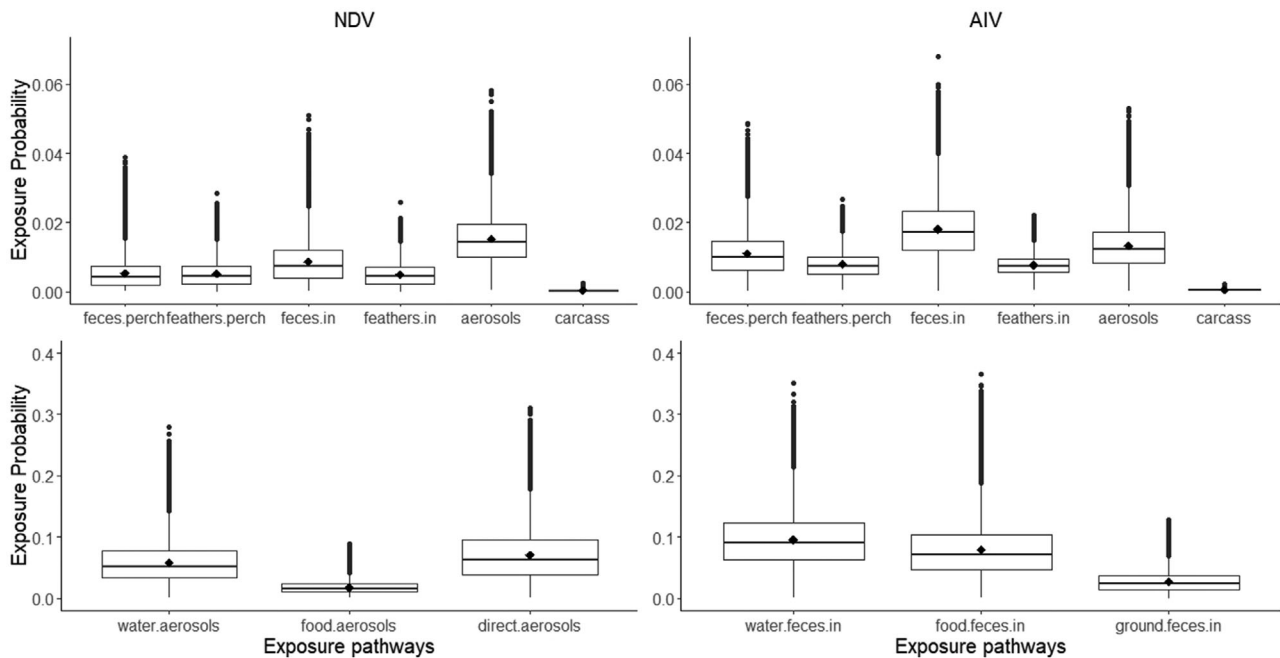 NDV
AIV
Exposure Probability
0.06
0.04
0.02
0.00
feces.perch feathers.perch feces.in feathers.in aerosols carcass
0.06
0.04
0.02
0.00
feces.perch feathers.perch feces.in feathers.in aerosols carcass
Exposure Probability
0.4
0.3
0.2
0.1
0.0
water.aerosols food.aerosols direct.aerosols
Exposure pathways
0.4
0.3
0.2
0.1
0.0
water.feces.in food.feces.in ground.feces.in
Exposure pathways